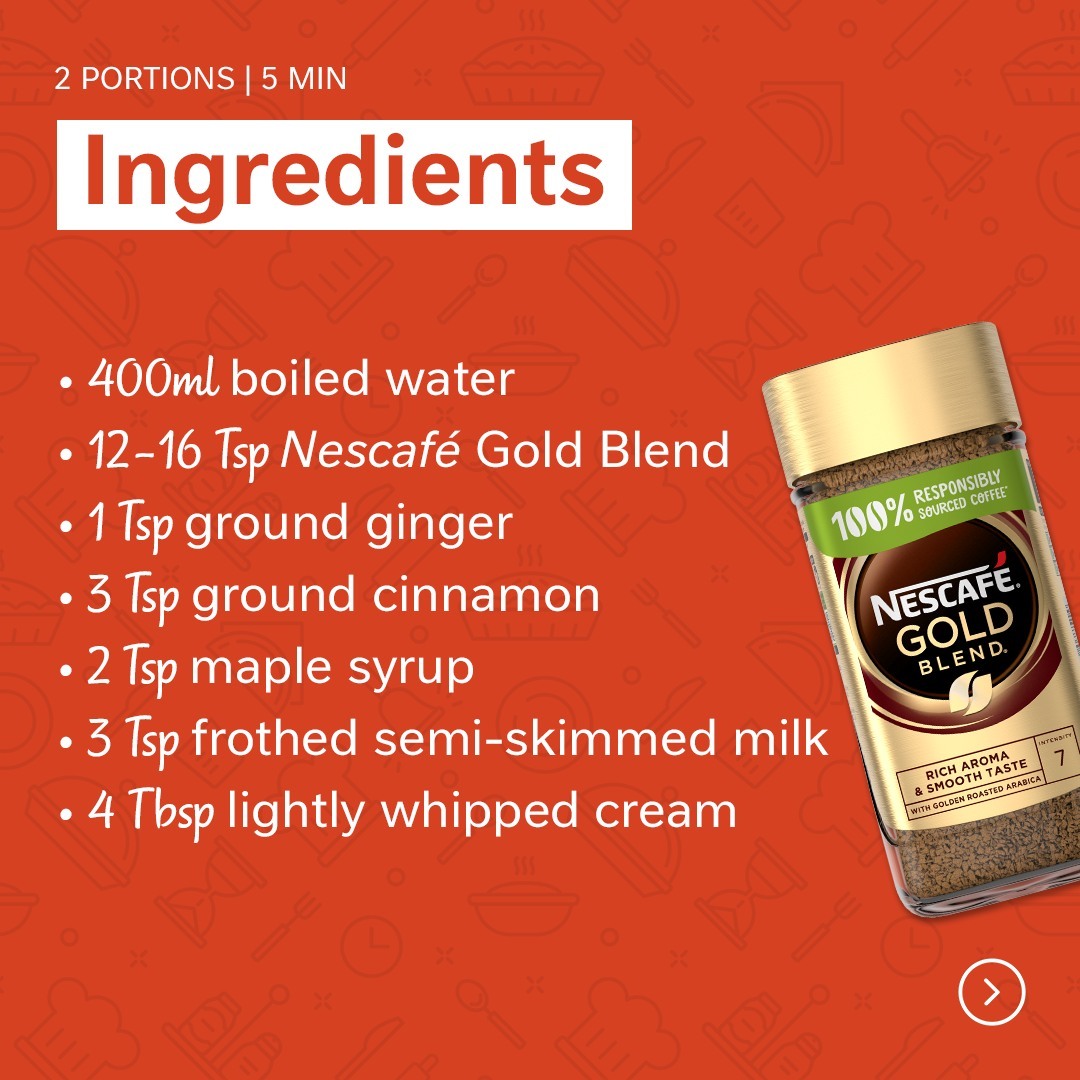 2 PORTIONS | 5 MIN
Ingredients
• 400ml boiled water
• 12-16 Tsp Nescafé Gold Blend
• 1 Tsp ground ginger
• 3 Tsp ground cinnamon
• 2 Tsp maple syrup
• 3 Tsp frothed semi-skimmed milk
• 4 Tbsp lightly whipped cream
100% RESPONSIBLY
SOURCED COFFEE*
NESCAFÉ®
GOLD
BLEND®
RICH AROMA
& SMOOTH TASTE
WITH GOLDEN ROASTED ARABICA
INTENSITY
7